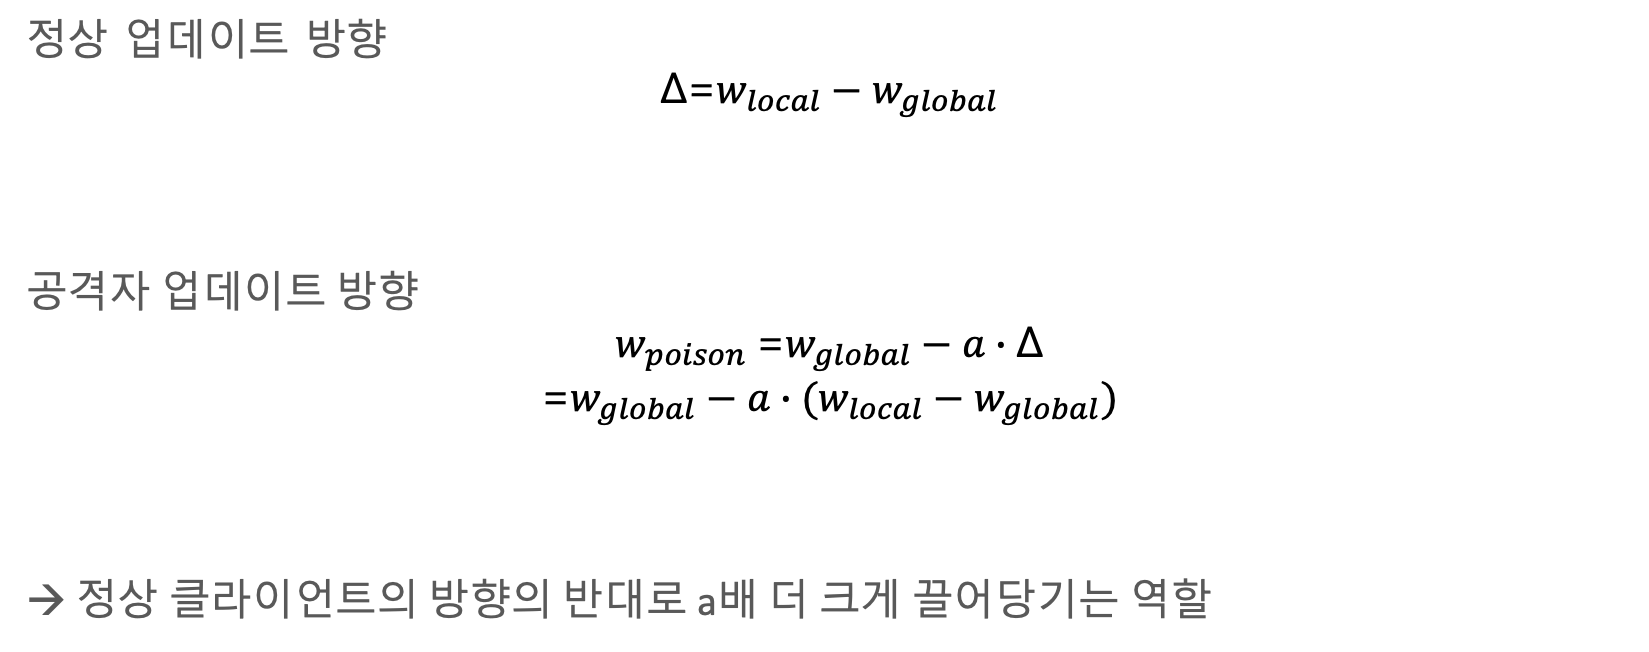 정상 업데이트 방향
Δ=w_local − w_global
공격자 업데이트 방향
w_poison =w_global − a · Δ
=w_global − a · (w_local − w_global)
→ 정상 클라이언트의 방향의 반대로 a배 더 크게 끌어당기는 역할